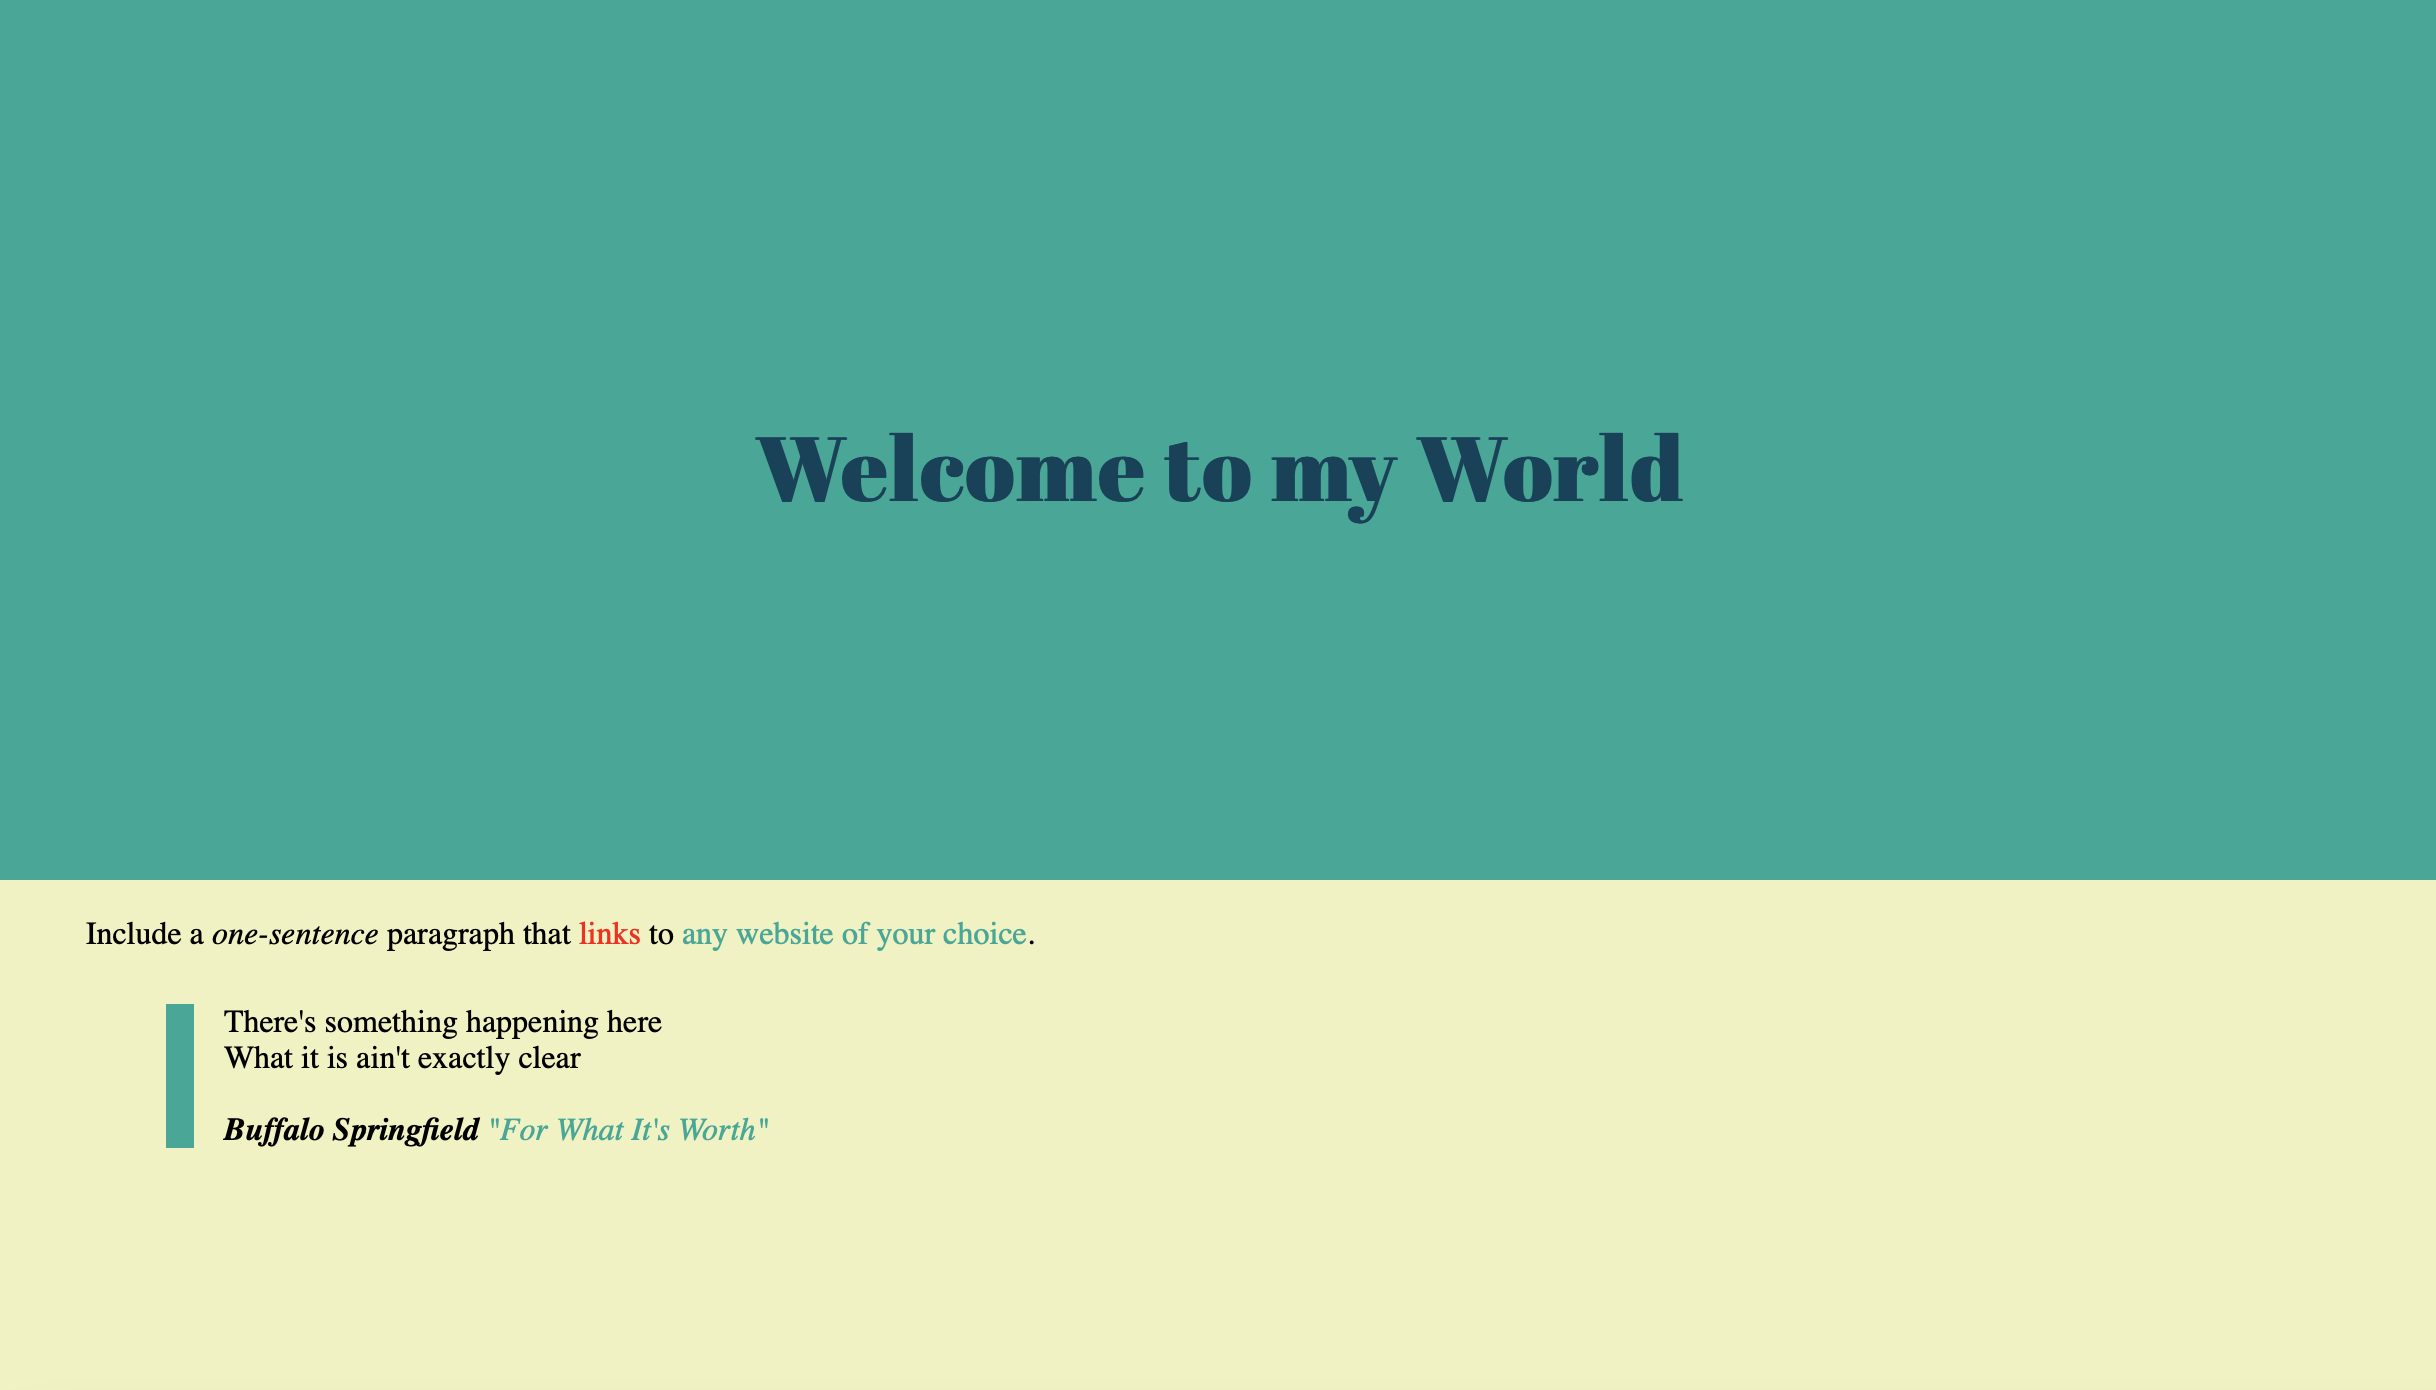 Welcome to my World
Include a one-sentence paragraph that links to any website of your choice.
There's something happening here
What it is ain't exactly clear
Buffalo Springfield "For What It's Worth"